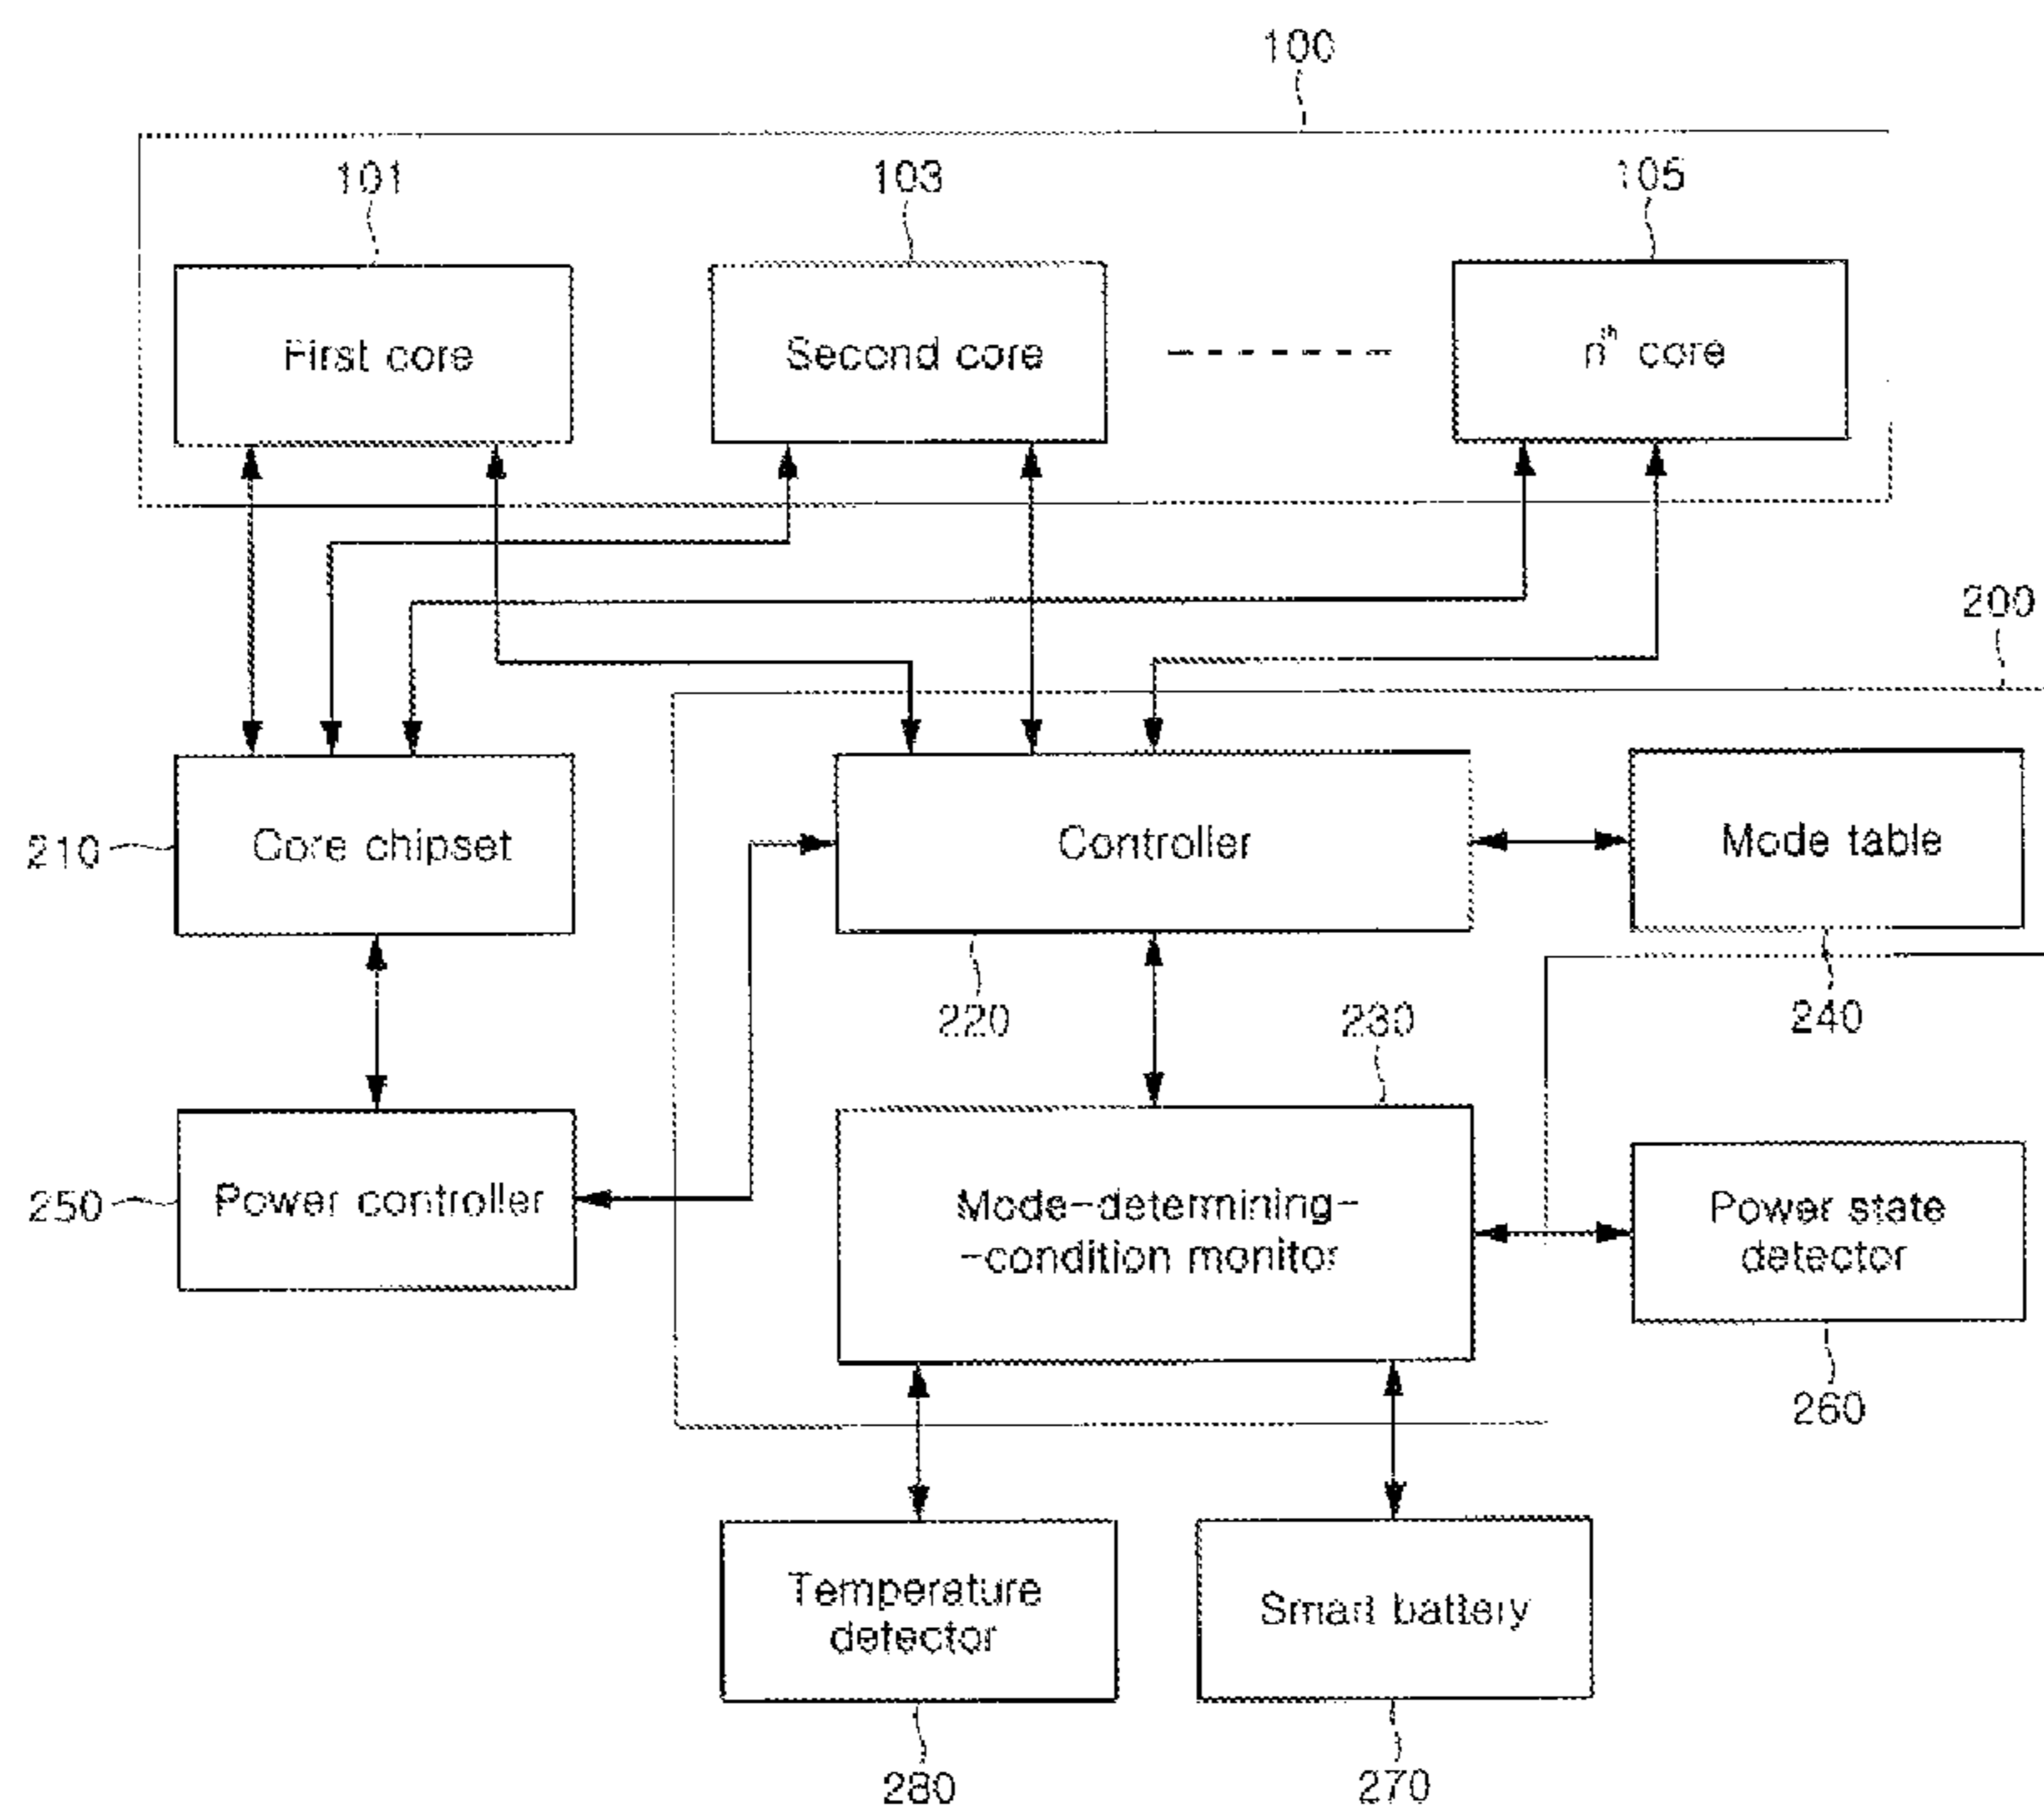 100
101
103
105
First core
Second core
nth core
200
210
Core chipset
Controller
Mode table
220
230
240
250
Power controller
Mode-determining-
-condition monitor
Power state
detector
260
Temperature
detector
Smart battery
280
270